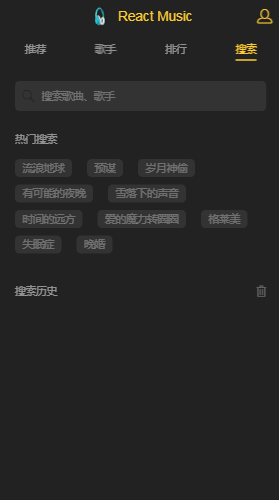 React Music
推荐 歌手 排行 搜索
搜索歌曲、歌手
热门搜索
流浪地球 预谋 岁月神偷
有可能的夜晚 雪落下的声音
时间的远方 爱的魔力转圈圈 格莱美
失眠症 晚婚
搜索历史